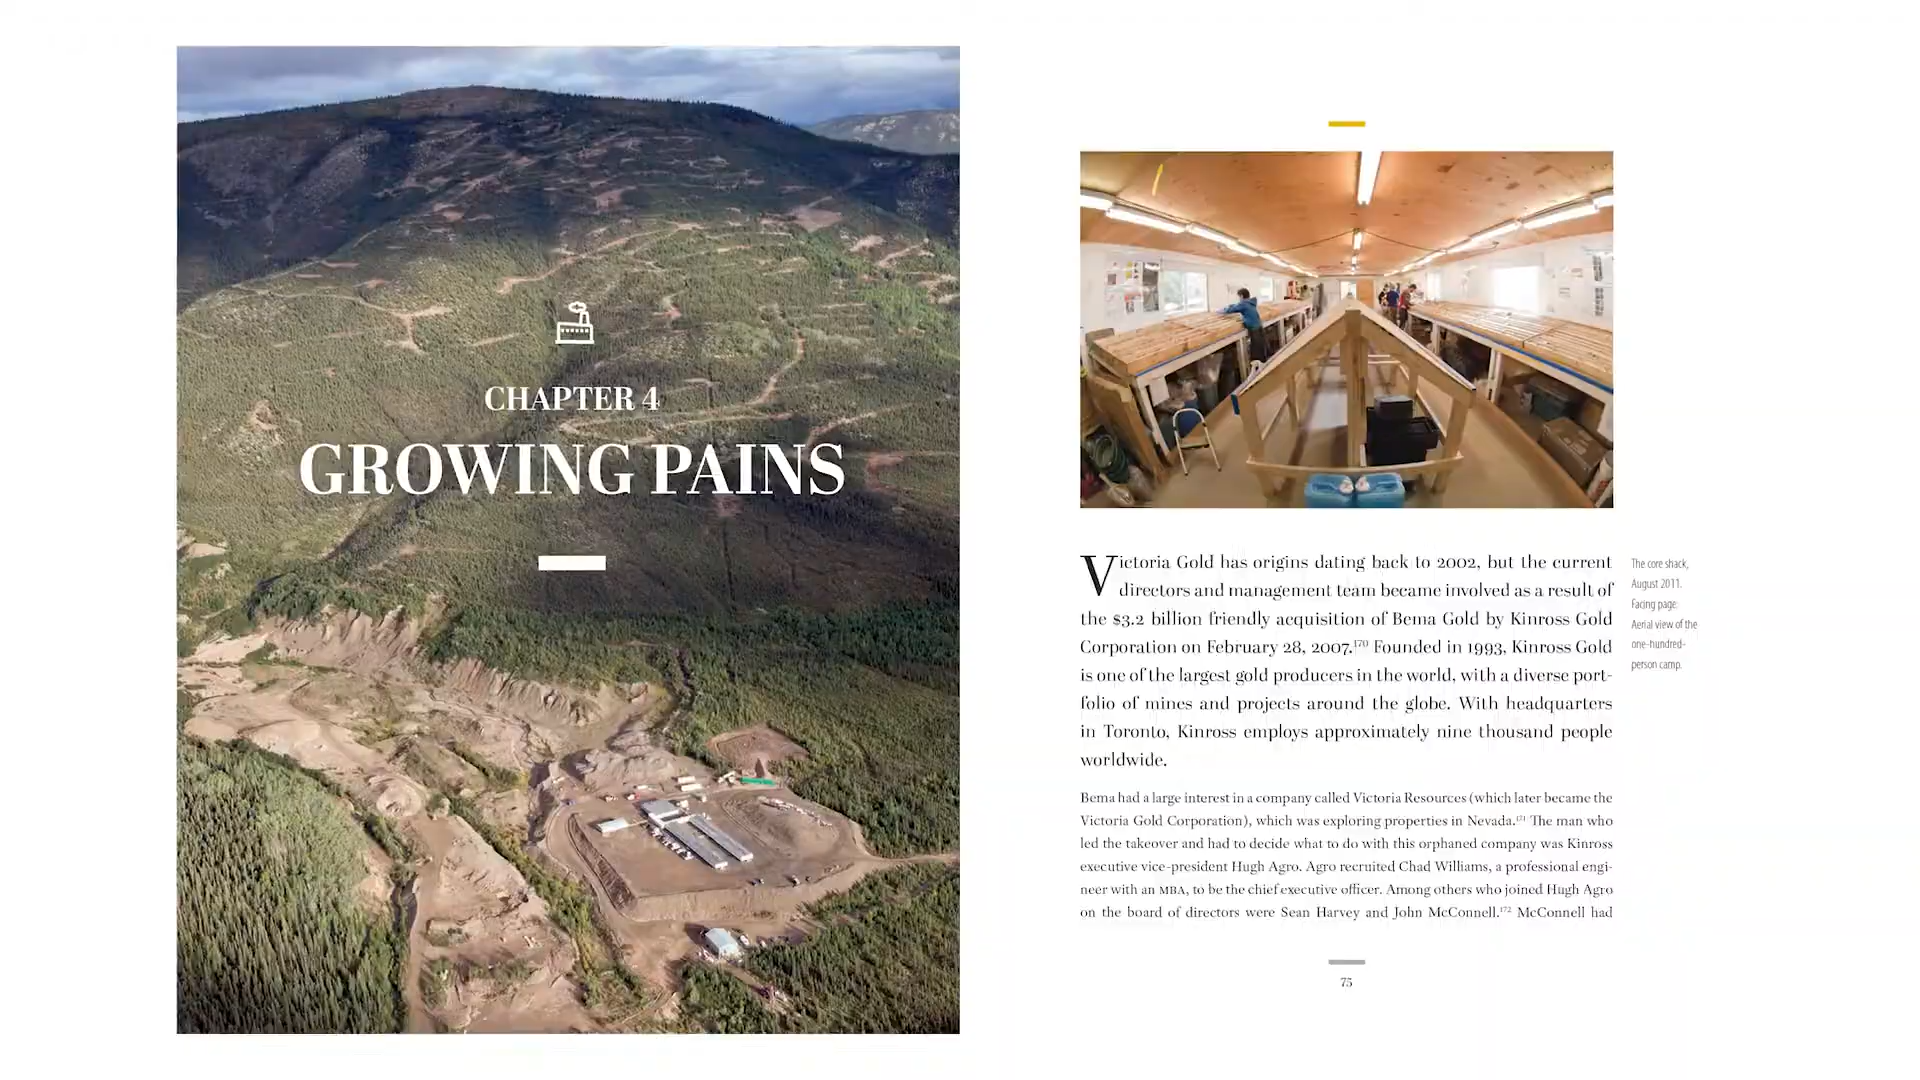 CHAPTER 4
GROWING PAINS
Victoria Gold has origins dating back to 2002, but the current
directors and management team became involved as a result of
the $3.2 billion friendly acquisition of Bema Gold by Kinross Gold
Corporation on February 28, 2007.¹⁷⁰ Founded in 1993, Kinross Gold
is one of the largest gold producers in the world, with a diverse port-
folio of mines and projects around the globe. With headquarters
in Toronto, Kinross employs approximately nine thousand people
worldwide.
Bema had a large interest in a company called Victoria Resources (which later became the
Victoria Gold Corporation), which was exploring properties in Nevada.¹⁷¹ The man who
led the takeover and had to decide what to do with this orphaned company was Kinross
executive vice-president Hugh Agro. Agro recruited Chad Williams, a professional engi-
neer with an MBA, to be the chief executive officer. Among others who joined Hugh Agro
on the board of directors were Sean Harvey and John McConnell.¹⁷² McConnell had
The core shack,
August 2011.
Facing page:
Aerial view of the
one-hundred-
person camp.
75